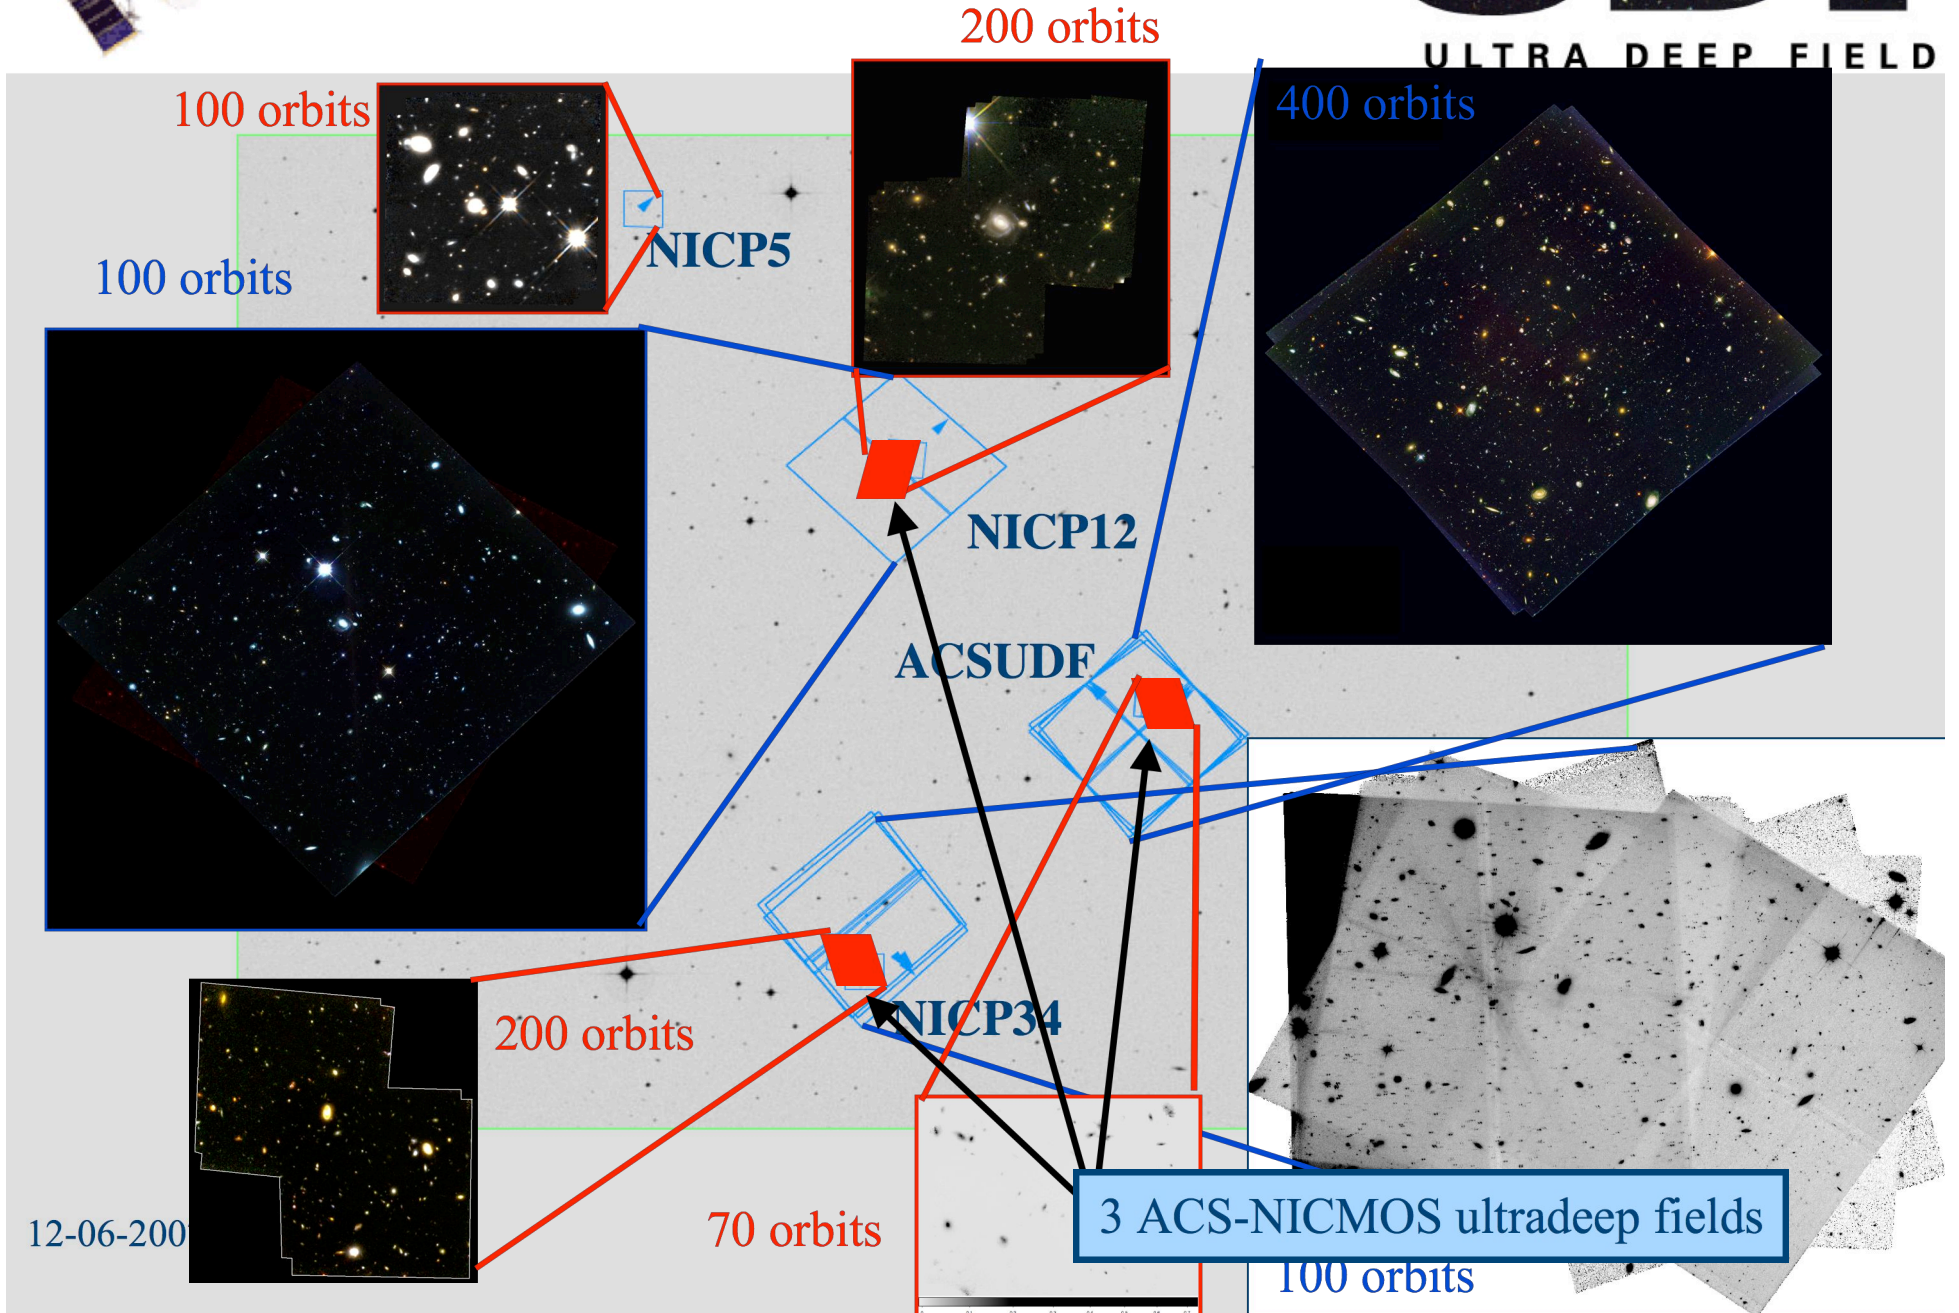 200 orbits
ULTRA DEEP FIELD
100 orbits
400 orbits
NICP5
100 orbits
NICP12
ACSUDF
NICP34
200 orbits
3 ACS-NICMOS ultradeep fields
70 orbits
12-06-200
100 orbits